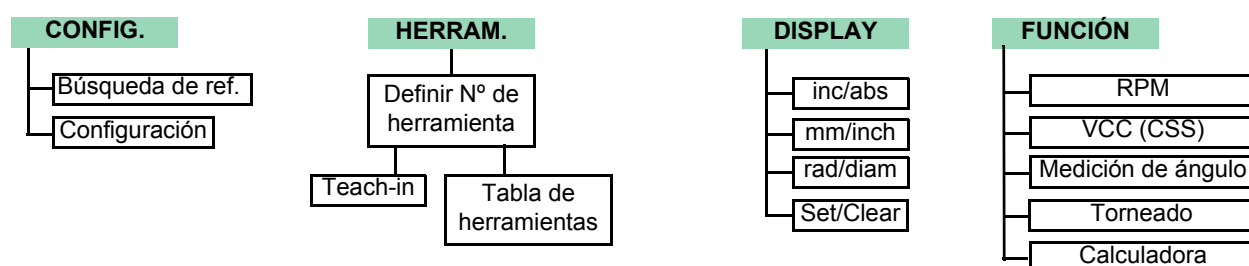 CONFIG.
Búsqueda de ref.
Configuración
HERRAM.
Definir Nº de
herramienta
Teach-in
Tabla de
herramientas
DISPLAY
inc/abs
mm/inch
rad/diam
Set/Clear
FUNCIÓN
RPM
VCC (CSS)
Medición de ángulo
Torneado
Calculadora